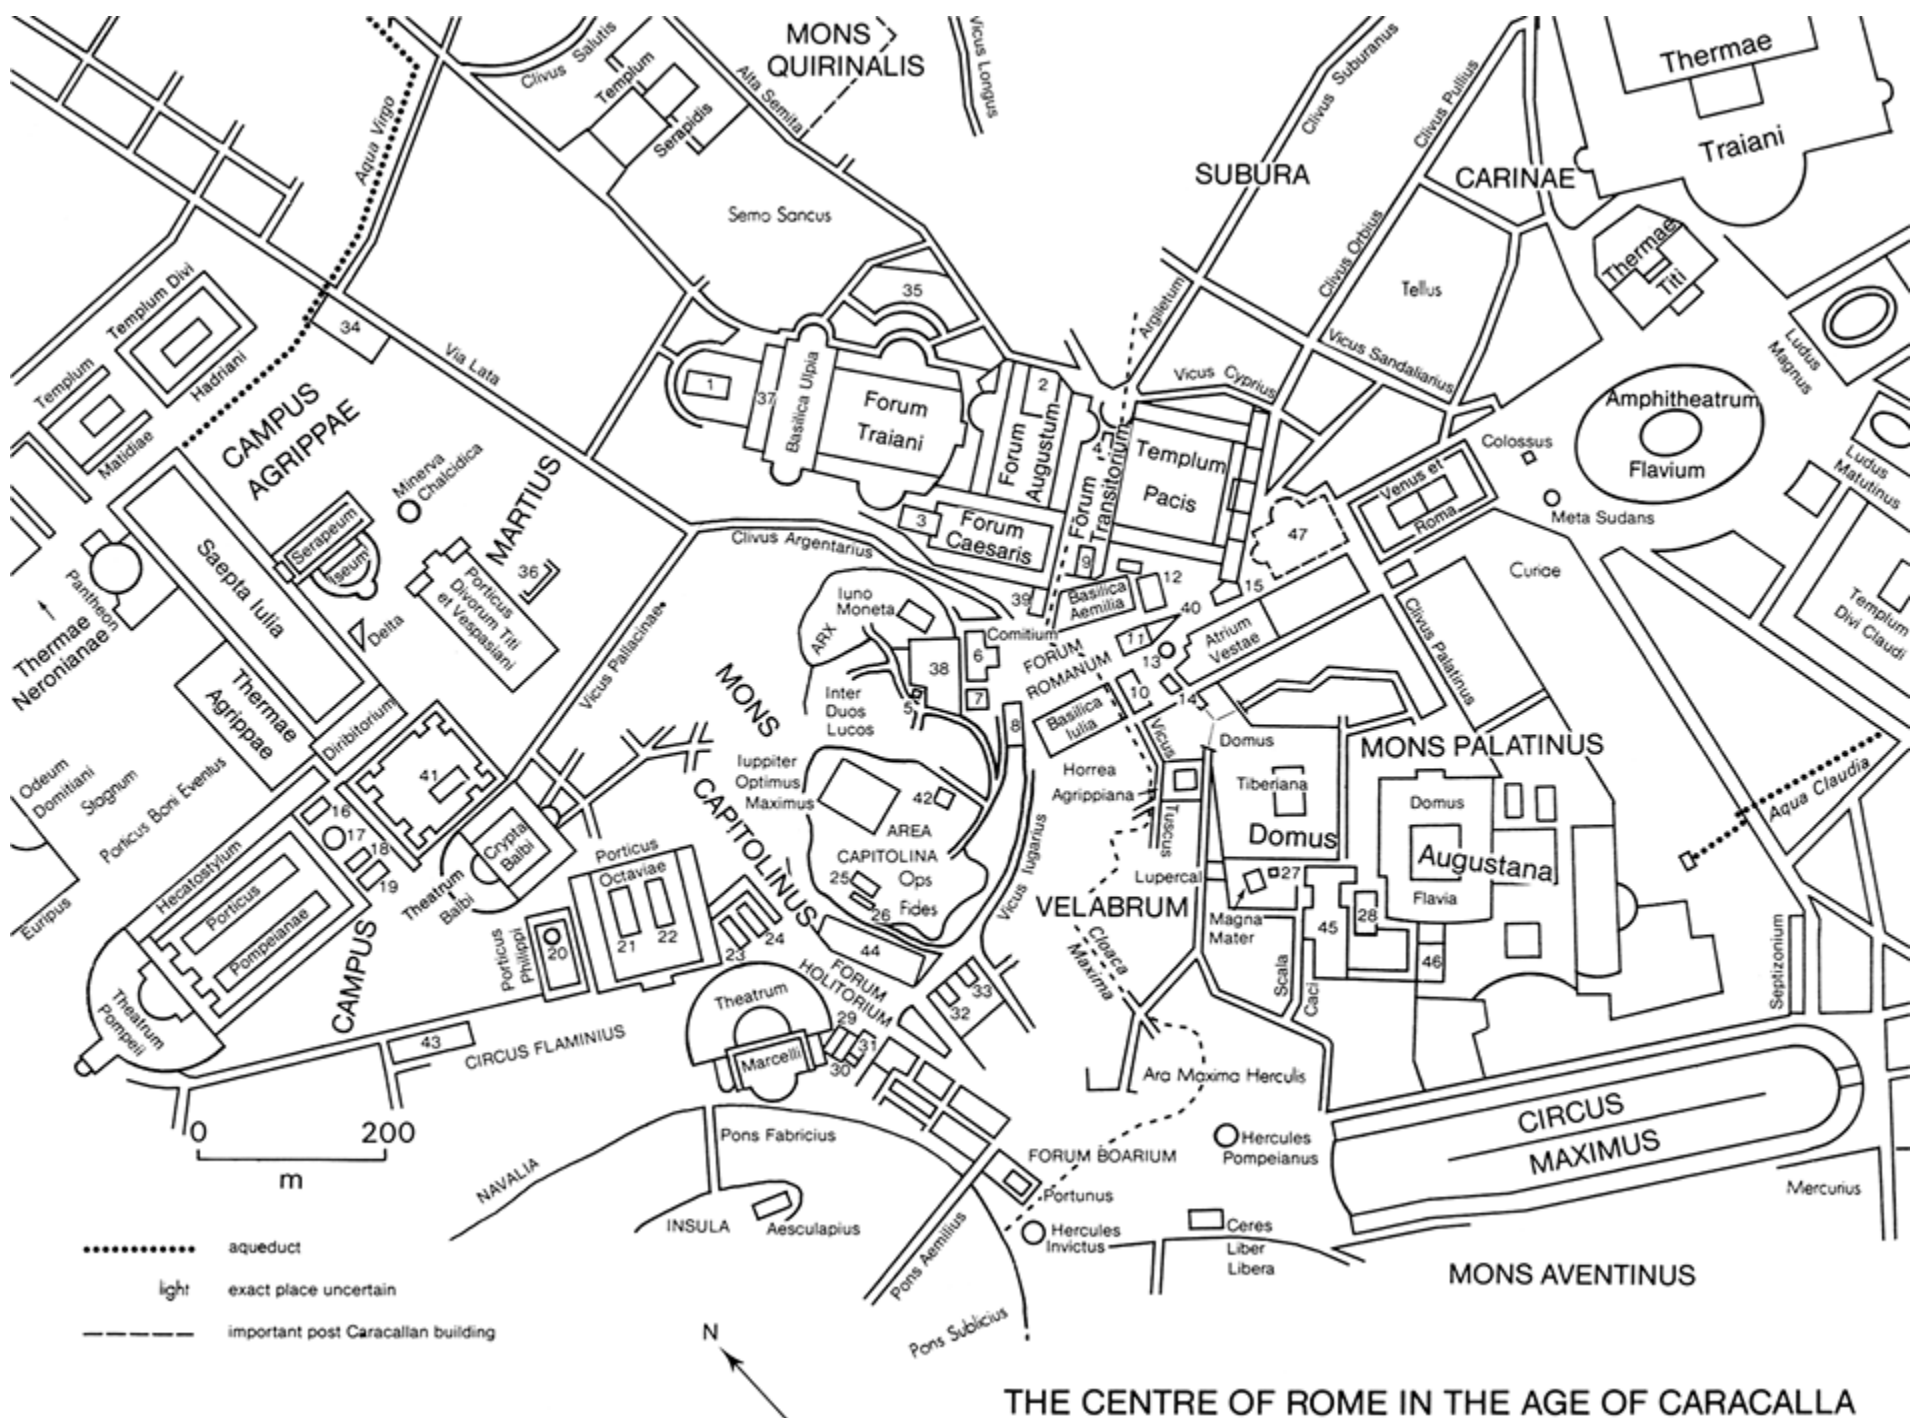 MONS
QUIRINALIS
Clivus Salutis
Templum
Serapidis
Alta Semita
Vicus Longus
Clivus Suburanus
Clivus Pullius
Thermae
Traiani
Aqua Virgo
SUBURA
CARINAE
Semo Sancus
Clivus Orbius
Tellus
Thermae
Titi
Templum Divi
Hadriani
34
Via Lata
35
Argiletum
Vicus Sandaliarius
Ludus
Magnus
Templum
Matidiae
CAMPUS
AGRIPPAE
1
37
Basilica Ulpia
Forum
Traiani
2
Forum
Augustum
Vicus Cyprius
4
Forum
Transitorium
Templum
Pacis
Amphitheatrum
Flavium
Colossus
Meta Sudans
Ludus
Matutinus
Minerva
Chalcidica
MARTIUS
Serapeum
Iseum
36
Porticus
Divorum Titi
et Vespasiani
Delta
Saepta Iulia
Pantheon
Thermae
Neronianae
Clivus Argentarius
3
Forum
Caesaris
9
47
Venus et
Roma
Curiae
Templum
Divi Claudi
Iuno
Moneta
ARX
39
Basilica
Aemilia
12
15
40
Comitium
FORUM
ROMANUM
11
13
Atrium
Vestae
Clivus Palatinus
38
6
5
7
8
10
14
Basilica
Iulia
Vicus Pallacinae
MONS
CAPITOLINUS
Inter
Duos
Lucos
Iuppiter
Optimus
Maximus
42
AREA
CAPITOLINA
Ops
Fides
25
26
Vicus Iugarius
Horrea
Agrippiana
Vicus
Tuscus
Domus
Tiberiana
Domus
MONS PALATINUS
Domus
Augustana
Flavia
Aqua Claudia
Thermae
Agrippae
Diribitorium
41
Odeum
Domitiani
Stagnum
Porticus Boni Eventus
Euripus
16
17
18
19
Hecatostylum
Porticus
Pompeianae
Theatrum
Pompeii
Crypta
Balbi
Theatrum
Balbi
Porticus
Octaviae
Porticus
Philippi
20
21
22
23
24
CAMPUS
Lupercal
VELABRUM
Magna
Mater
27
45
28
46
Scala
Caci
Septizonium
Cloaca
Maxima
44
FORUM
HOLITORIUM
33
32
Theatrum
Marcelli
29
31
30
43
CIRCUS FLAMINIUS
Ara Maxima Herculis
CIRCUS
MAXIMUS
0 200
m
Pons Fabricius
NAVALIA
INSULA
Aesculapius
FORUM BOARIUM
Hercules
Pompeianus
Portunus
Hercules
Invictus
Ceres
Liber
Libera
Mercurius
Pons Aemilius
Pons Sublicius
MONS AVENTINUS
aqueduct
light exact place uncertain
important post Caracallan building
N
THE CENTRE OF ROME IN THE AGE OF CARACALLA